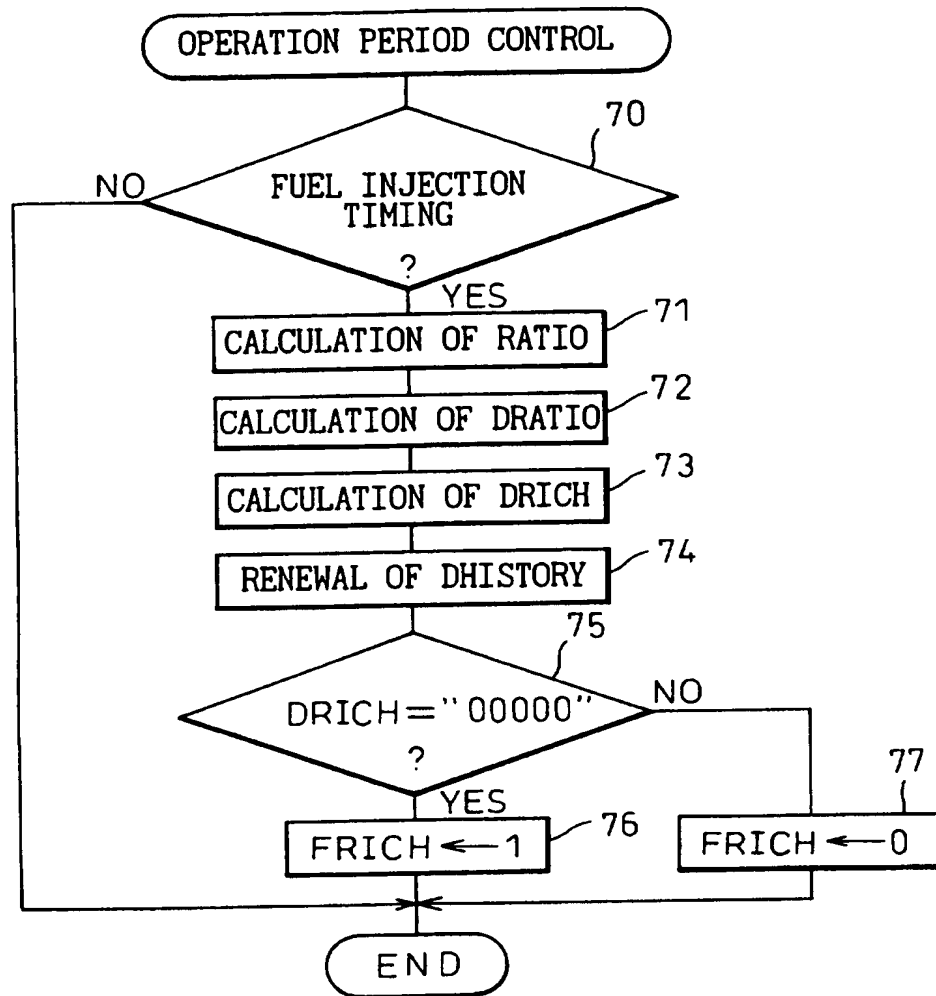 OPERATION PERIOD CONTROL
70
NO
FUEL INJECTION
TIMING
?
YES
71
CALCULATION OF RATIO
72
CALCULATION OF DRATIO
73
CALCULATION OF DRICH
74
RENEWAL OF DHISTORY
75
NO
DRICH="00000"
?
YES
76
77
FRICH ← 1
FRICH ← 0
END